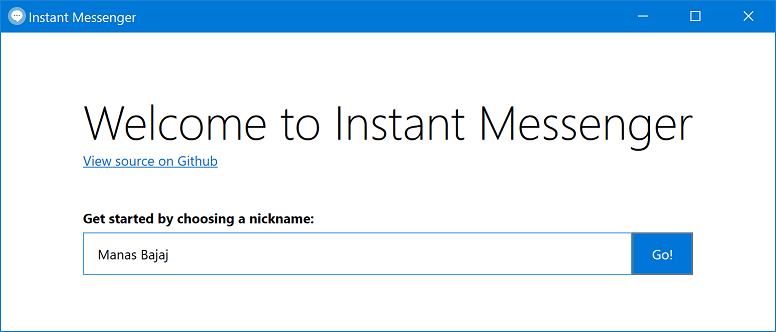 Instant Messenger
Welcome to Instant Messenger
View source on Github
Get started by choosing a nickname:
Manas Bajaj
Go!